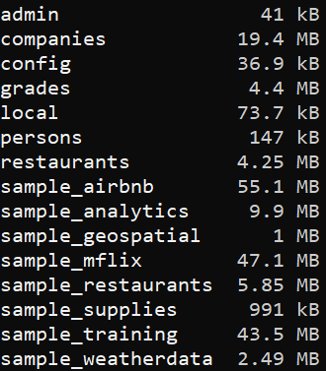 admin 41 kB
companies 19.4 MB
config 36.9 kB
grades 4.4 MB
local 73.7 kB
persons 147 kB
restaurants 4.25 MB
sample_airbnb 55.1 MB
sample_analytics 9.9 MB
sample_geospatial 1 MB
sample_mflix 47.1 MB
sample_restaurants 5.85 MB
sample_supplies 991 kB
sample_training 43.5 MB
sample_weatherdata 2.49 MB